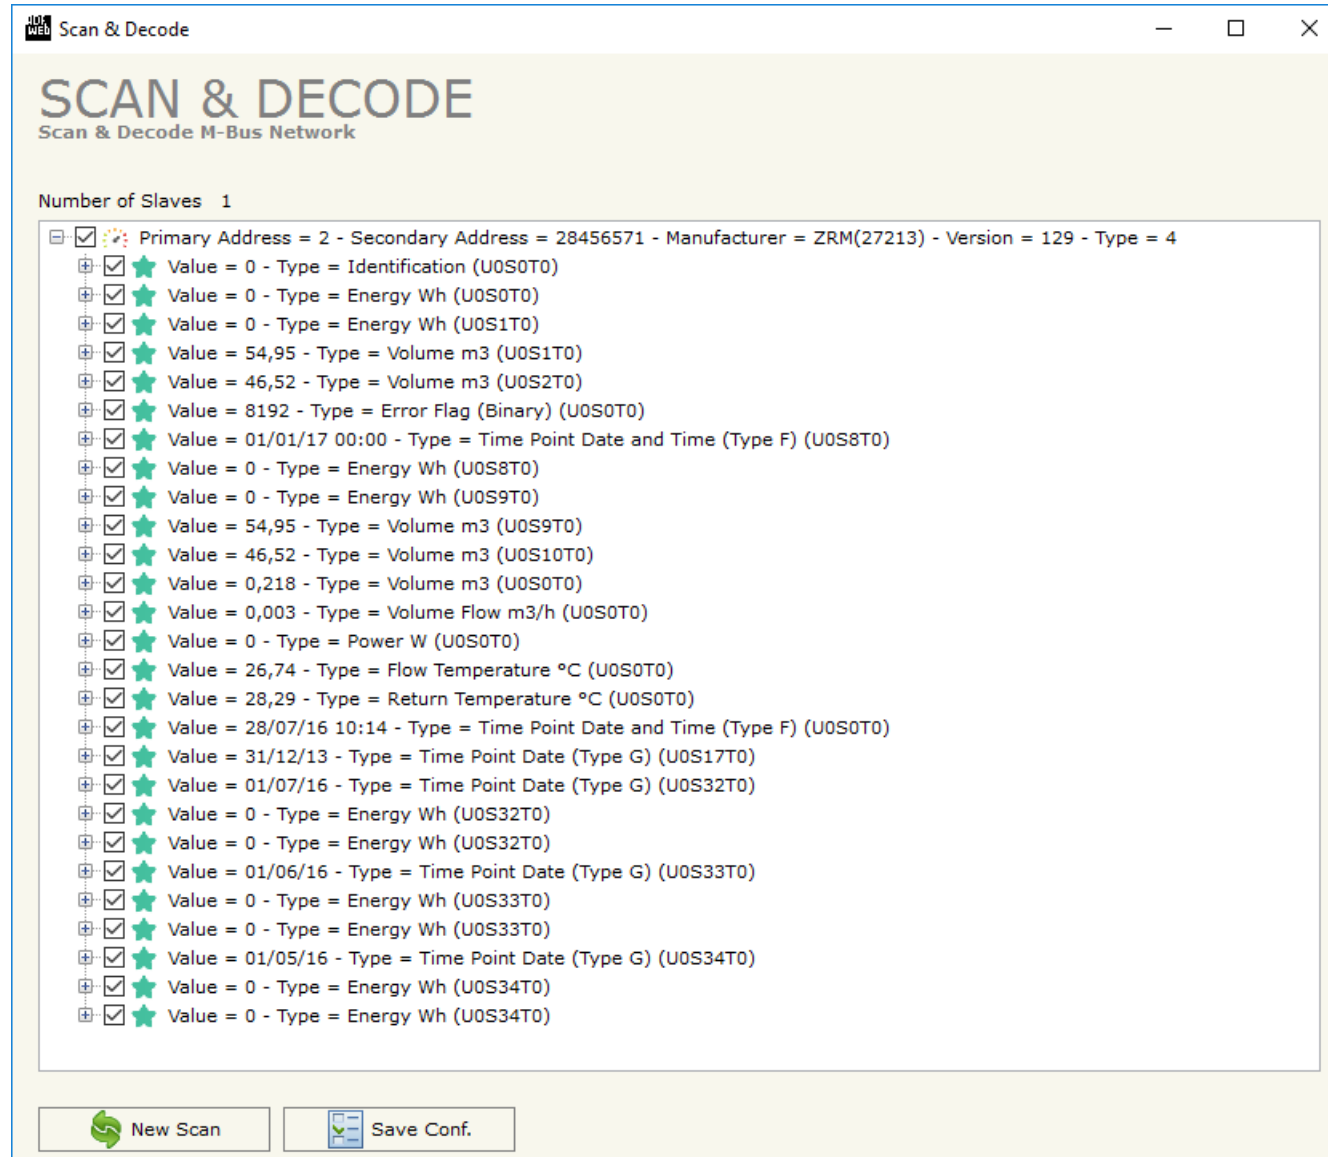 ADF
WEB
Scan & Decode
SCAN & DECODE
Scan & Decode M-Bus Network
Number of Slaves 1
Primary Address = 2 - Secondary Address = 28456571 - Manufacturer = ZRM(27213) - Version = 129 - Type = 4
Value = 0 - Type = Identification (U0S0T0)
Value = 0 - Type = Energy Wh (U0S0T0)
Value = 0 - Type = Energy Wh (U0S1T0)
Value = 54,95 - Type = Volume m3 (U0S1T0)
Value = 46,52 - Type = Volume m3 (U0S2T0)
Value = 8192 - Type = Error Flag (Binary) (U0S0T0)
Value = 01/01/17 00:00 - Type = Time Point Date and Time (Type F) (U0S8T0)
Value = 0 - Type = Energy Wh (U0S8T0)
Value = 0 - Type = Energy Wh (U0S9T0)
Value = 54,95 - Type = Volume m3 (U0S9T0)
Value = 46,52 - Type = Volume m3 (U0S10T0)
Value = 0,218 - Type = Volume m3 (U0S0T0)
Value = 0,003 - Type = Volume Flow m3/h (U0S0T0)
Value = 0 - Type = Power W (U0S0T0)
Value = 26,74 - Type = Flow Temperature °C (U0S0T0)
Value = 28,29 - Type = Return Temperature °C (U0S0T0)
Value = 28/07/16 10:14 - Type = Time Point Date and Time (Type F) (U0S0T0)
Value = 31/12/13 - Type = Time Point Date (Type G) (U0S17T0)
Value = 01/07/16 - Type = Time Point Date (Type G) (U0S32T0)
Value = 0 - Type = Energy Wh (U0S32T0)
Value = 0 - Type = Energy Wh (U0S32T0)
Value = 01/06/16 - Type = Time Point Date (Type G) (U0S33T0)
Value = 0 - Type = Energy Wh (U0S33T0)
Value = 0 - Type = Energy Wh (U0S33T0)
Value = 01/05/16 - Type = Time Point Date (Type G) (U0S34T0)
Value = 0 - Type = Energy Wh (U0S34T0)
Value = 0 - Type = Energy Wh (U0S34T0)
New Scan
Save Conf.